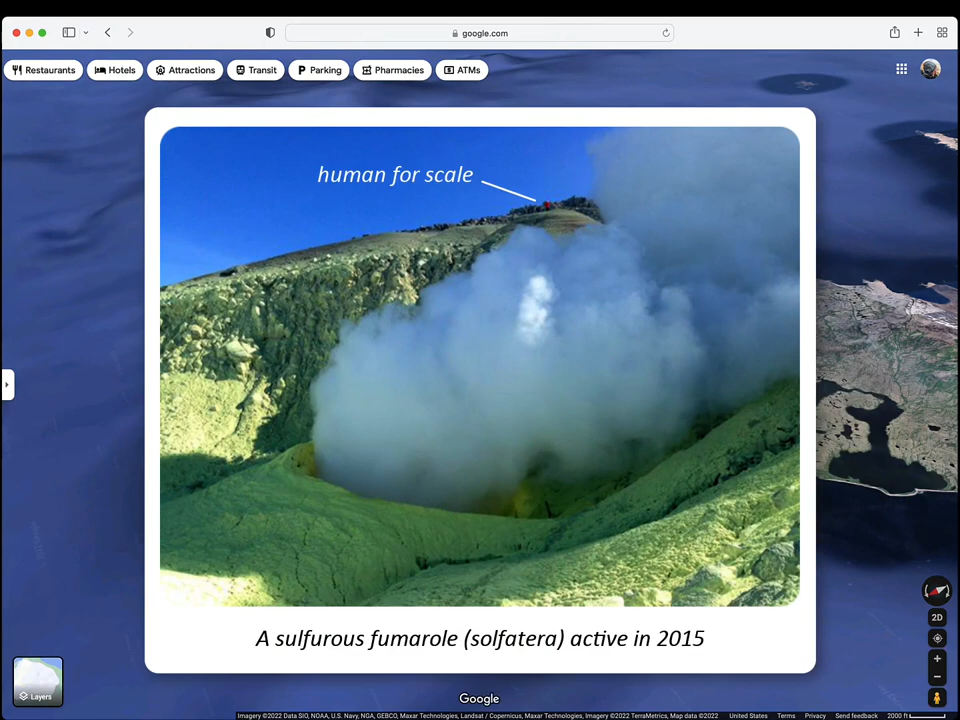 google.com
Restaurants
Hotels
Attractions
Transit
Parking
Pharmacies
ATMs
human for scale
A sulfurous fumarole (solfatera) active in 2015
2D
Layers
Google
Imagery ©2022 Data SIO, NOAA, U.S. Navy, NGA, GEBCO, Maxar Technologies, Landsat / Copernicus, Maxar Technologies, Imagery ©2022 TerraMetrics, Map data ©2022 United States Terms Privacy Send feedback 2000 ft